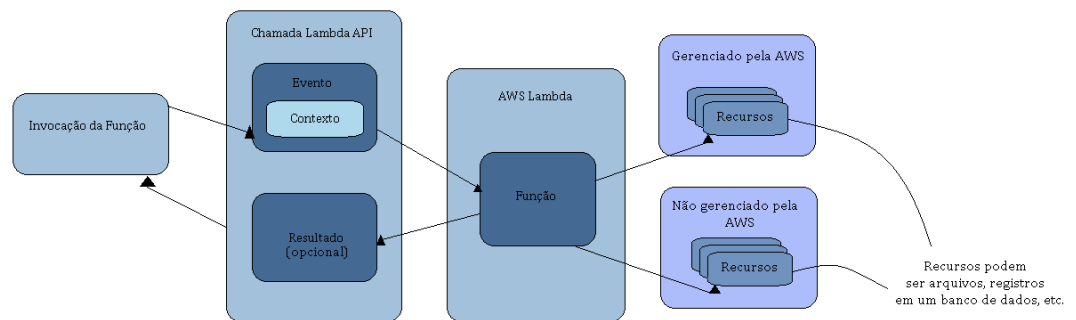 Invocação da Função
Chamada Lambda API
Evento
Contexto
Resultado
(opcional)
AWS Lambda
Função
Gerenciado pela AWS
Recursos
Não gerenciado pela
AWS
Recursos
Recursos podem
ser arquivos, registros
em um banco de dados, etc.